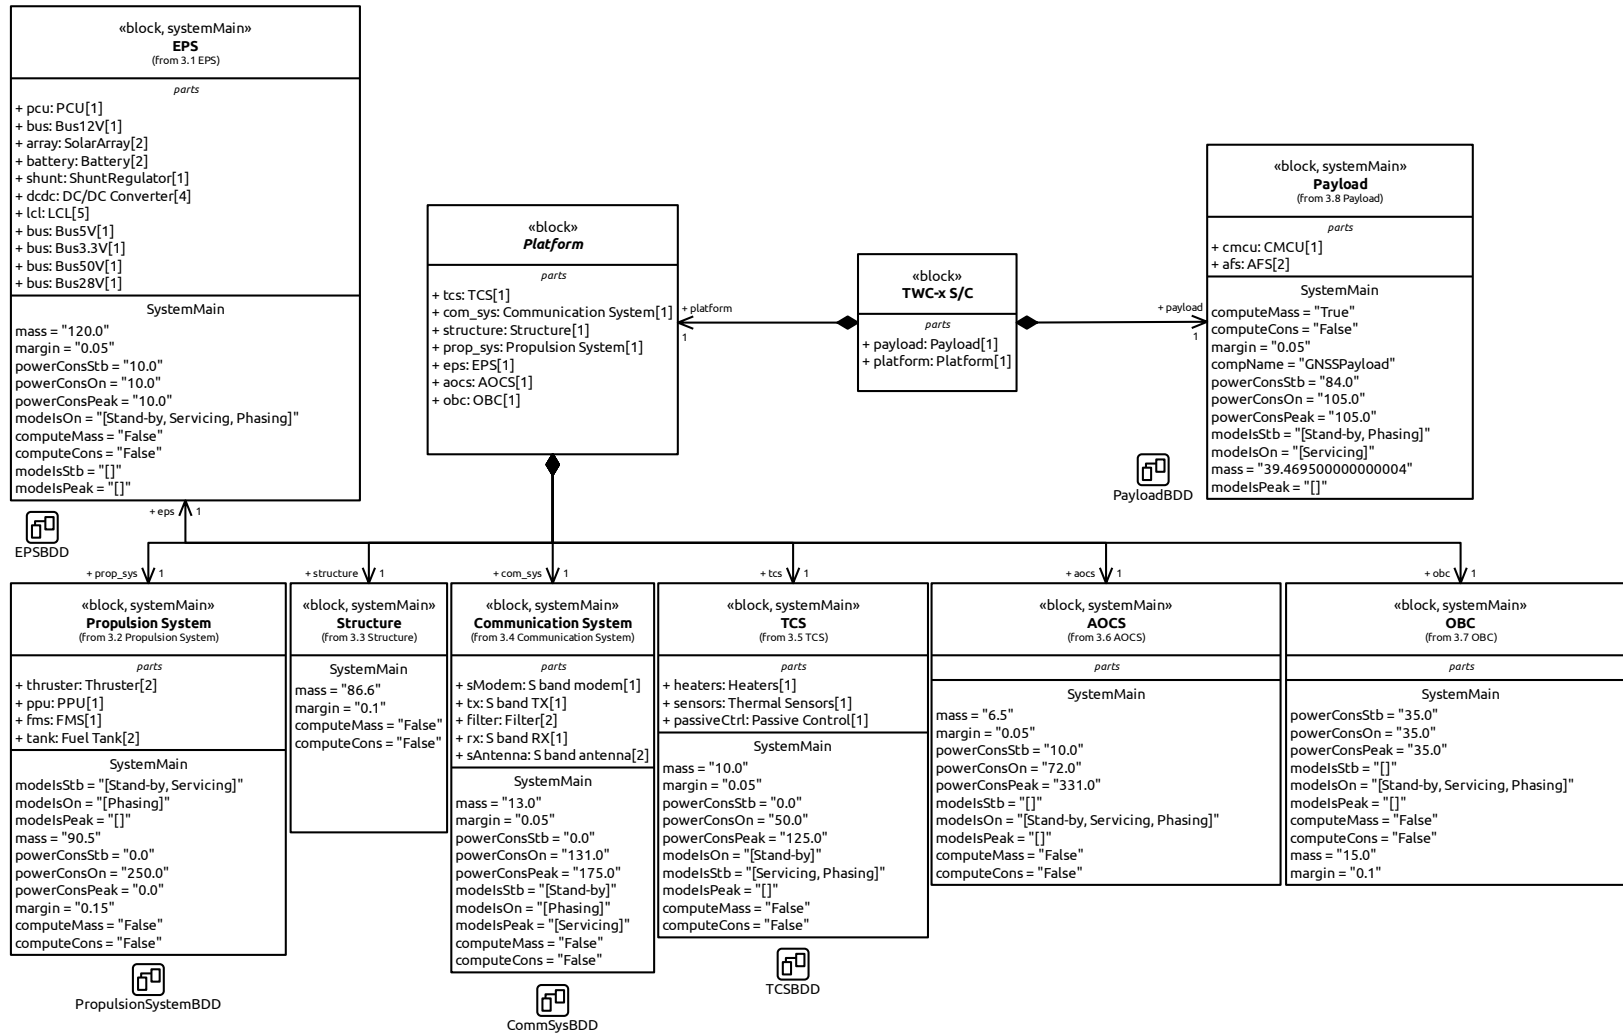 «block, systemMain»
EPS
(from 3.1 EPS)
parts
+ pcu: PCU[1]
+ bus: Bus12V[1]
+ array: SolarArray[2]
+ battery: Battery[2]
+ shunt: ShuntRegulator[1]
+ dcdc: DC/DC Converter[4]
+ lcl: LCL[5]
+ bus: Bus5V[1]
+ bus: Bus3.3V[1]
+ bus: Bus50V[1]
+ bus: Bus28V[1]
SystemMain
mass = "120.0"
margin = "0.05"
powerConsStb = "10.0"
powerConsOn = "10.0"
powerConsPeak = "10.0"
modeIsOn = "[Stand-by, Servicing, Phasing]"
computeMass = "False"
computeCons = "False"
modeIsStb = "[]"
modeIsPeak = "[]"
EPSBDD
+ eps
1
«block»
Platform
parts
+ tcs: TCS[1]
+ com_sys: Communication System[1]
+ structure: Structure[1]
+ prop_sys: Propulsion System[1]
+ eps: EPS[1]
+ aocs: AOCS[1]
+ obc: OBC[1]
+ platform
1
«block»
TWC-x S/C
parts
+ payload: Payload[1]
+ platform: Platform[1]
+ payload
1
«block, systemMain»
Payload
(from 3.8 Payload)
parts
+ cmcu: CMCU[1]
+ afs: AFS[2]
SystemMain
computeMass = "True"
computeCons = "False"
margin = "0.05"
compName = "GNSSPayload"
powerConsStb = "84.0"
powerConsOn = "105.0"
powerConsPeak = "105.0"
modeIsStb = "[Stand-by, Phasing]"
modeIsOn = "[Servicing]"
mass = "39.469500000000004"
modeIsPeak = "[]"
PayloadBDD
+ prop_sys
1
«block, systemMain»
Propulsion System
(from 3.2 Propulsion System)
parts
+ thruster: Thruster[2]
+ ppu: PPU[1]
+ fms: FMS[1]
+ tank: Fuel Tank[2]
SystemMain
modeIsStb = "[Stand-by, Servicing]"
modeIsOn = "[Phasing]"
modeIsPeak = "[]"
mass = "90.5"
powerConsStb = "0.0"
powerConsOn = "250.0"
powerConsPeak = "0.0"
margin = "0.15"
computeMass = "False"
computeCons = "False"
PropulsionSystemBDD
+ structure
1
«block, systemMain»
Structure
(from 3.3 Structure)
SystemMain
mass = "86.6"
margin = "0.1"
computeMass = "False"
computeCons = "False"
+ com_sys
1
«block, systemMain»
Communication System
(from 3.4 Communication System)
parts
+ sModem: S band modem[1]
+ tx: S band TX[1]
+ filter: Filter[2]
+ rx: S band RX[1]
+ sAntenna: S band antenna[2]
SystemMain
mass = "13.0"
margin = "0.05"
powerConsStb = "0.0"
powerConsOn = "131.0"
powerConsPeak = "175.0"
modeIsStb = "[Stand-by]"
modeIsOn = "[Phasing]"
modeIsPeak = "[Servicing]"
computeMass = "False"
computeCons = "False"
CommSysBDD
+ tcs
1
«block, systemMain»
TCS
(from 3.5 TCS)
parts
+ heaters: Heaters[1]
+ sensors: Thermal Sensors[1]
+ passiveCtrl: Passive Control[1]
SystemMain
mass = "10.0"
margin = "0.05"
powerConsStb = "0.0"
powerConsOn = "50.0"
powerConsPeak = "125.0"
modeIsOn = "[Stand-by]"
modeIsStb = "[Servicing, Phasing]"
modeIsPeak = "[]"
computeMass = "False"
computeCons = "False"
TCSBDD
+ aocs
1
«block, systemMain»
AOCS
(from 3.6 AOCS)
parts
SystemMain
mass = "6.5"
margin = "0.05"
powerConsStb = "10.0"
powerConsOn = "72.0"
powerConsPeak = "331.0"
modeIsStb = "[]"
modeIsOn = "[Stand-by, Servicing, Phasing]"
modeIsPeak = "[]"
computeMass = "False"
computeCons = "False"
+ obc
1
«block, systemMain»
OBC
(from 3.7 OBC)
parts
SystemMain
powerConsStb = "35.0"
powerConsOn = "35.0"
powerConsPeak = "35.0"
modeIsStb = "[]"
modeIsOn = "[Stand-by, Servicing, Phasing]"
modeIsPeak = "[]"
computeMass = "False"
computeCons = "False"
mass = "15.0"
margin = "0.1"